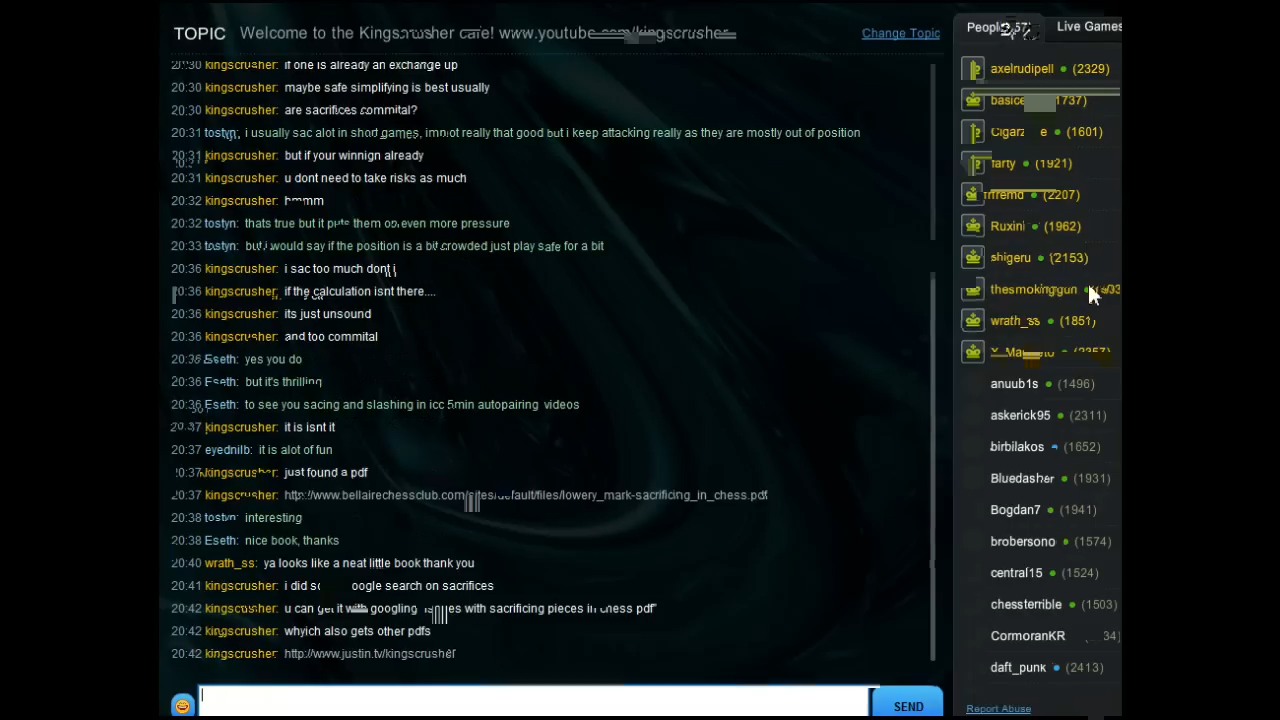 TOPIC Welcome to the Kingscrusher cafe! www.youtube.com/kingscrusher Change Topic
20:30 kingscrusher: if one is already an exchange up
20:30 kingscrusher: maybe safe simplifying is best usually
20:30 kingscrusher: are sacrifices commital?
20:31 tostyn: i usually sac alot in short games, imnot really that good but i keep attacking really as they are mostly out of position
20:31 kingscrusher: but if your winnign already
20:31 kingscrusher: u dont need to take risks as much
20:32 kingscrusher: hmmm
20:32 tostyn: thats true but it puts them on even more pressure
20:33 tostyn: but i would say if the position is a bit crowded just play safe for a bit
20:36 kingscrusher: i sac too much dont i
20:36 kingscrusher: if the calculation isnt there....
20:36 kingscrusher: its just unsound
20:36 kingscrusher: and too commital
20:36 Eseth: yes you do
20:36 Eseth: but it's thrilling
20:36 Eseth: to see you sacing and slashing in icc 5min autopairing videos
20:37 kingscrusher: it is isnt it
20:37 eyednilb: it is alot of fun
20:37 kingscrusher: just found a pdf
20:37 kingscrusher: http://www.bellairechessclub.com/sites/default/files/lowery_mark-sacrificing_in_chess.pdf
20:38 tostyn: interesting
20:38 Eseth: nice book, thanks
20:40 wrath_ss: ya looks like a neat little book thank you
20:41 kingscrusher: i did oogle search on sacrifices
20:42 kingscrusher: u can get it with googling with sacrificing pieces in chess pdf"
20:42 kingscrusher: whyich also gets other pdfs
20:42 kingscrusher: http://www.justin.tv/kingscrusher
SEND
People Live Games
axelrudipell (2329)
1737)
(1601)
farty (1921)
(2207)
Ruxini (1962)
shigeru (2153)
thesmokinggun
wrath_ss (1851)
anuub1s (1496)
askerick95 (2311)
birbilakos (1652)
Bluedasher (1931)
Bogdan7 (1941)
brobersono (1574)
central15 (1524)
chessterrible (1503)
CormoranKR 34)
daft_punk (2413)
Report Abuse